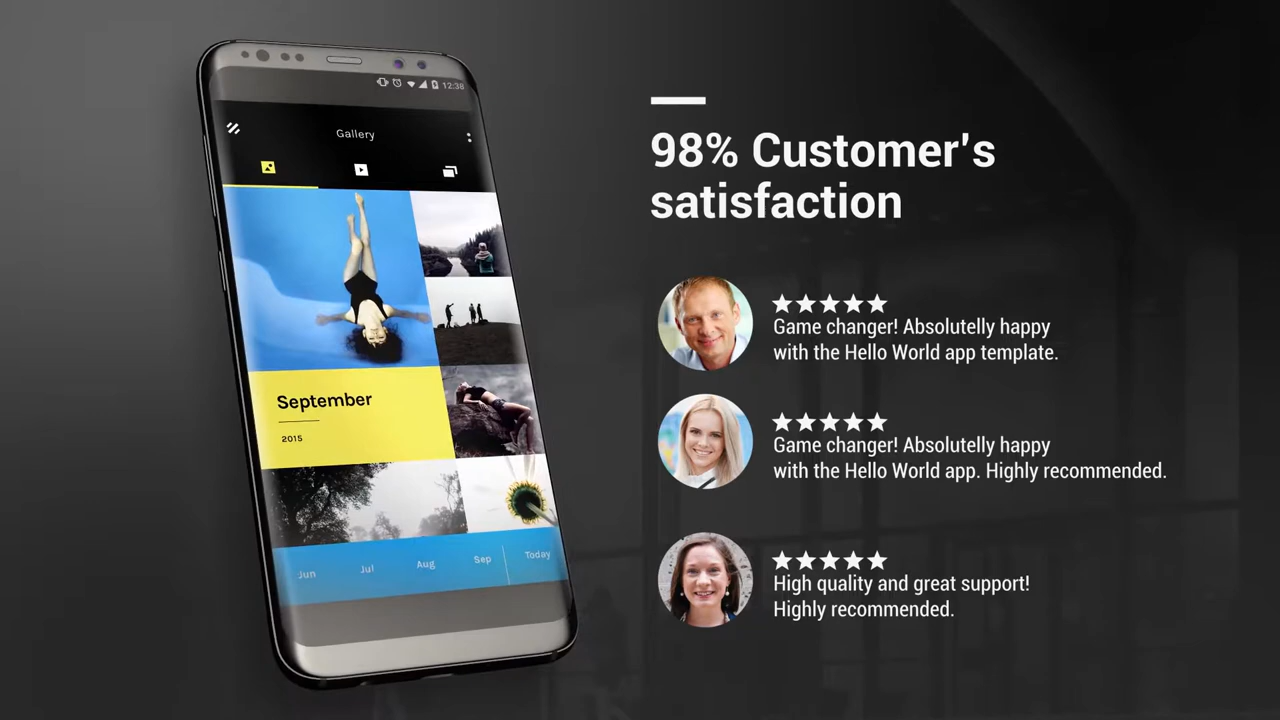 12:38
Gallery
September
2015
Jun Jul Aug Sep Today
98% Customer's
satisfaction
Game changer! Absolutelly happy
with the Hello World app template.
Game changer! Absolutelly happy
with the Hello World app. Highly recommended.
High quality and great support!
Highly recommended.